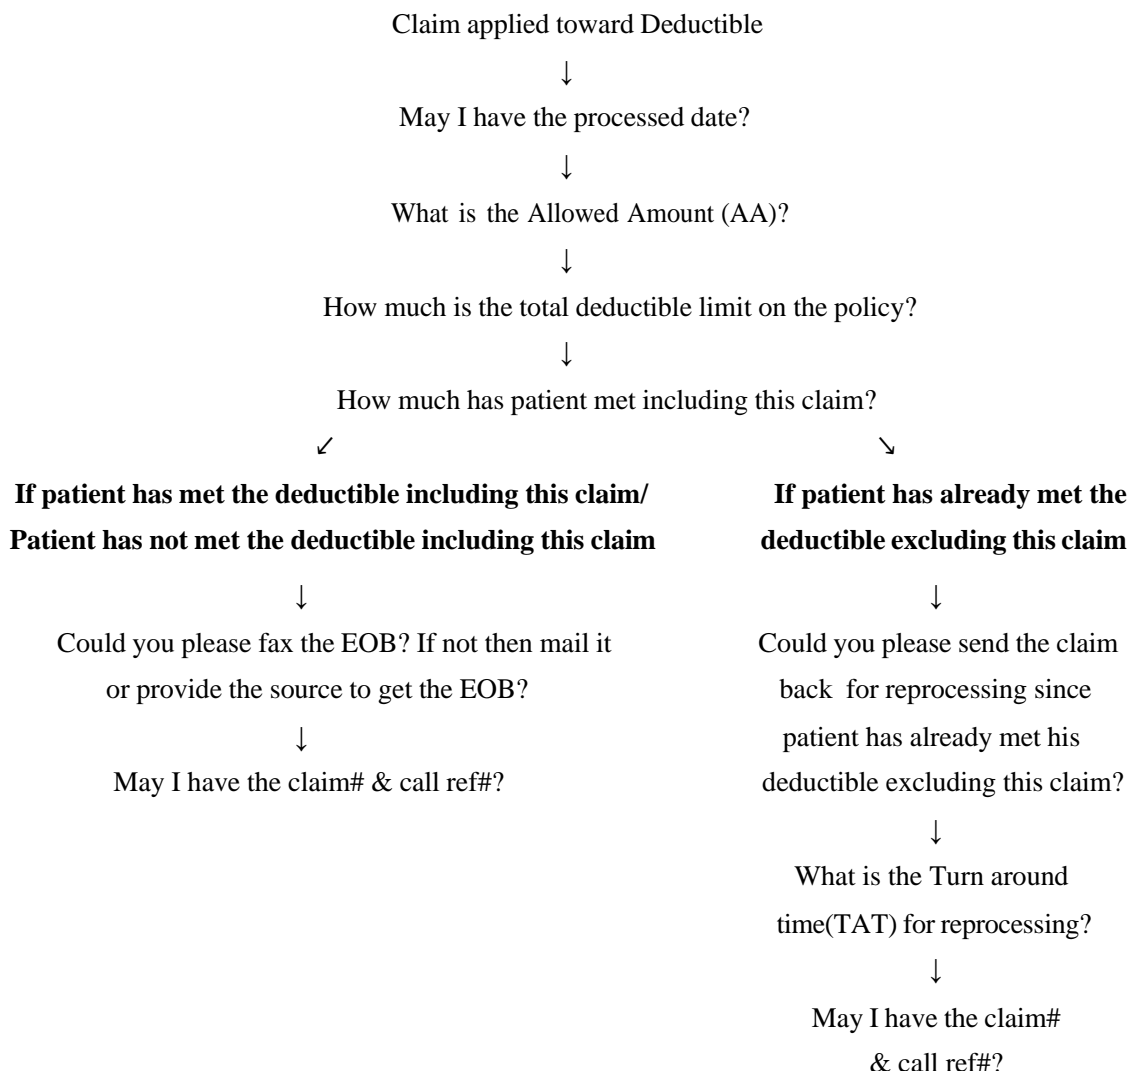 Claim applied toward Deductible
↓
May I have the processed date?
↓
What is the Allowed Amount (AA)?
↓
How much is the total deductible limit on the policy?
↓
How much has patient met including this claim?
↙ ↘
If patient has met the deductible including this claim/
Patient has not met the deductible including this claim
↓
Could you please fax the EOB? If not then mail it
or provide the source to get the EOB?
↓
May I have the claim# & call ref#?
If patient has already met the
deductible excluding this claim
↓
Could you please send the claim
back for reprocessing since
patient has already met his
deductible excluding this claim?
↓
What is the Turn around
time(TAT) for reprocessing?
↓
May I have the claim#
& call ref#?